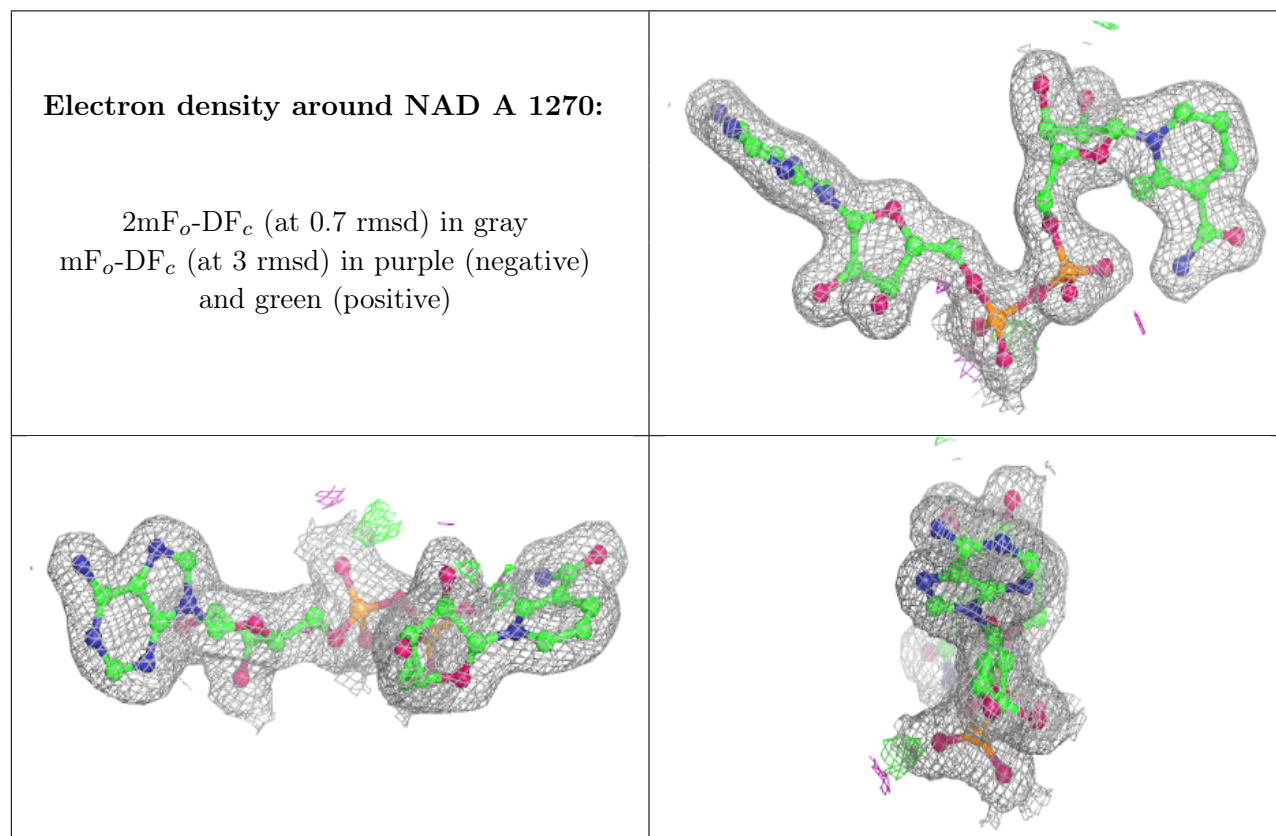 Electron density around NAD A 1270:
2mFo-DFc (at 0.7 rmsd) in gray
mFo-DFc (at 3 rmsd) in purple (negative)
and green (positive)